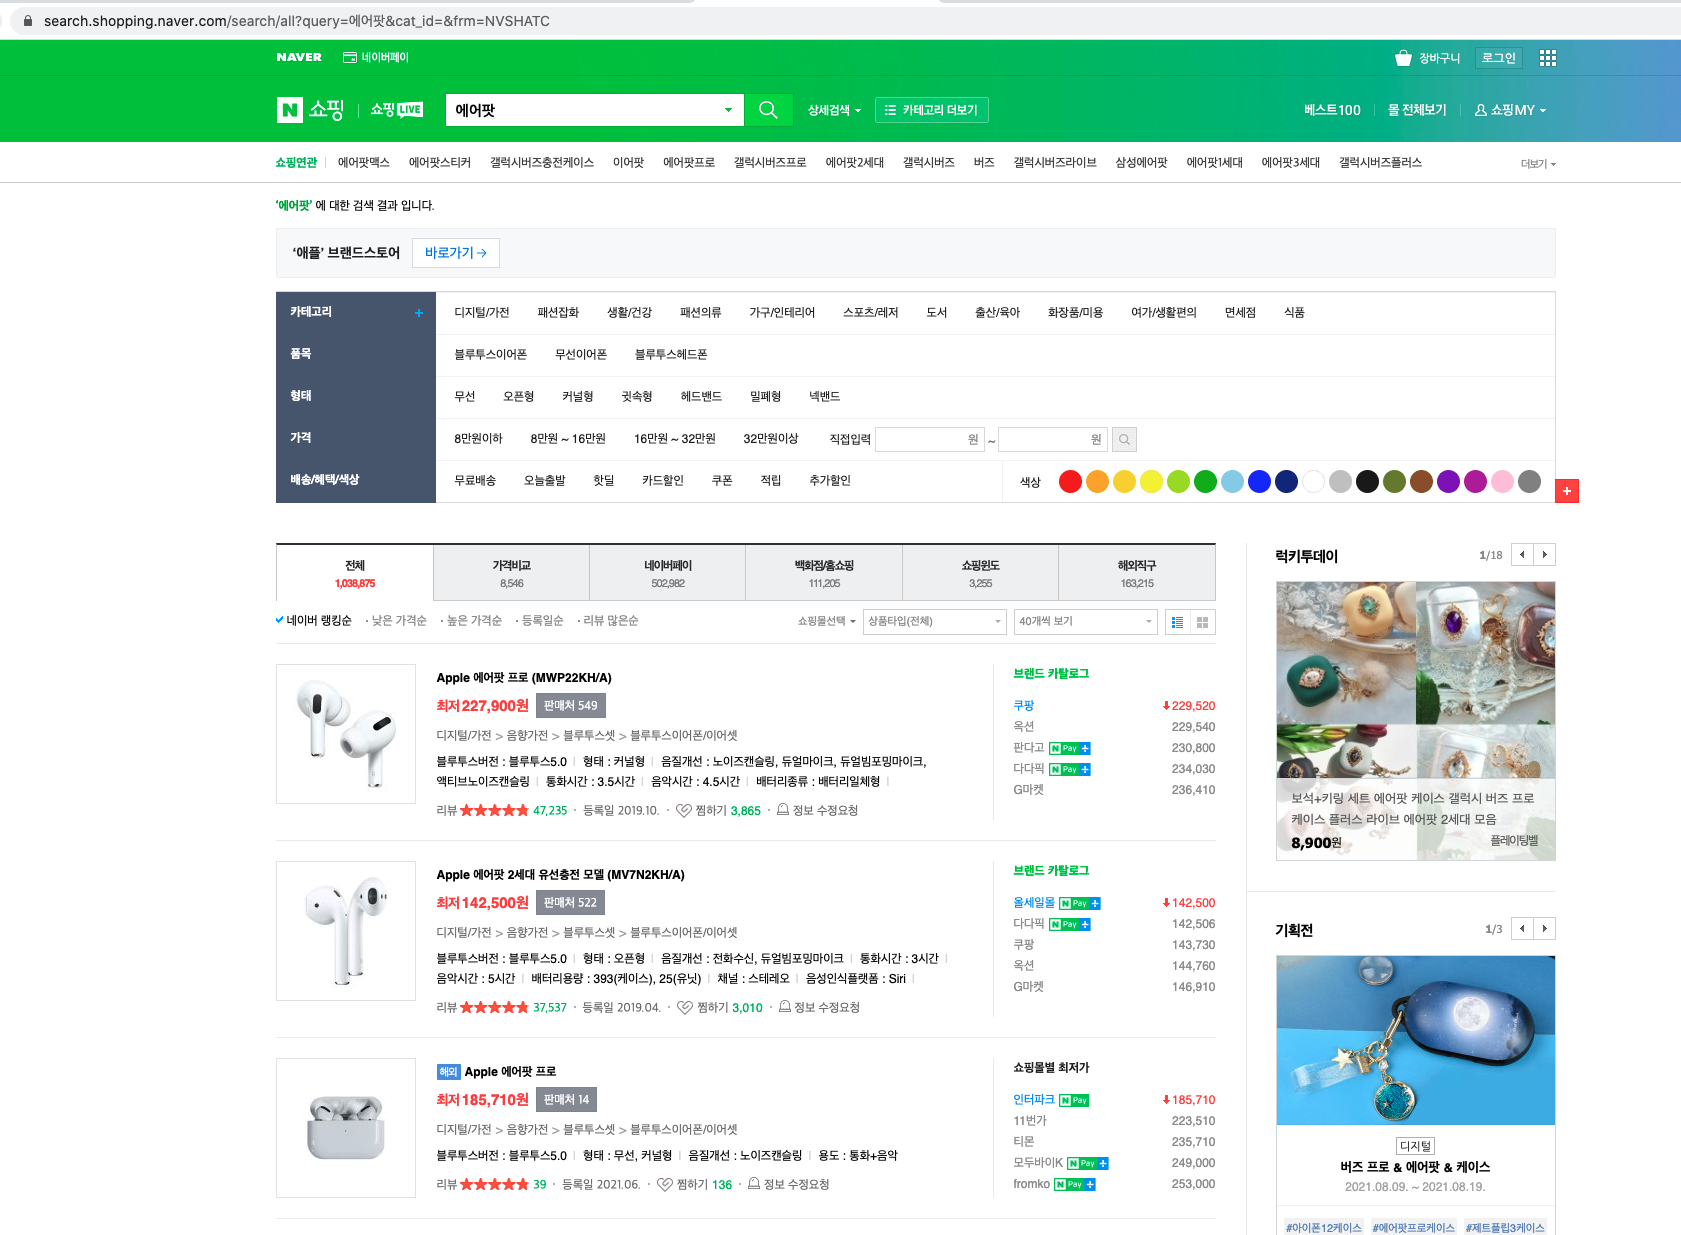 search.shopping.naver.com/search/all?query=에어팟&cat_id=&frm=NVSHATC
NAVER 네이버페이 장바구니 로그인
N 쇼핑 쇼핑LIVE 에어팟 상세검색 카테고리 더보기 베스트100 몰 전체보기 쇼핑MY
쇼핑연관 에어팟맥스 에어팟스티커 갤럭시버즈충전케이스 이어팟 에어팟프로 갤럭시버즈프로 에어팟2세대 갤럭시버즈 버즈 갤럭시버즈라이브 삼성에어팟 에어팟1세대 에어팟3세대 갤럭시버즈플러스 더보기
'에어팟' 에 대한 검색 결과 입니다.
'애플' 브랜드스토어 바로가기→
카테고리 + 디지털/가전 패션잡화 생활/건강 패션의류 가구/인테리어 스포츠/레저 도서 출산/육아 화장품/미용 여가/생활편의 면세점 식품
품목 블루투스이어폰 무선이어폰 블루투스헤드폰
형태 무선 오픈형 커널형 귓속형 헤드밴드 밀폐형 넥밴드
가격 8만원이하 8만원 ~ 16만원 16만원 ~ 32만원 32만원이상 직접입력 원 ~ 원
배송/혜택/색상 무료배송 오늘출발 핫딜 카드할인 쿠폰 적립 추가할인 색상 +
전체 가격비교 네이버페이 백화점/홈쇼핑 쇼핑윈도 해외직구
1,038,875 8,546 502,982 111,205 3,255 163,215
네이버 랭킹순 · 낮은 가격순 · 높은 가격순 · 등록일순 · 리뷰 많은순 쇼핑몰선택 상품타입(전체) 40개씩 보기
Apple 에어팟 프로 (MWP22KH/A)
최저 227,900원 판매처 549
디지털/가전 > 음향가전 > 블루투스셋 > 블루투스이어폰/이어셋
블루투스버전 : 블루투스5.0 형태 : 커널형 음질개선 : 노이즈캔슬링, 듀얼마이크, 듀얼빔포밍마이크,
액티브노이즈캔슬링 통화시간 : 3.5시간 음악시간 : 4.5시간 배터리종류 : 배터리일체형
리뷰 47,235 · 등록일 2019.10. · 찜하기 3,865 · 정보 수정요청
브랜드 카탈로그
쿠팡 229,520
옥션 229,540
판다고 N Pay + 230,800
다다픽 N Pay + 234,030
G마켓 236,410
Apple 에어팟 2세대 유선충전 모델 (MV7N2KH/A)
최저 142,500원 판매처 522
디지털/가전 > 음향가전 > 블루투스셋 > 블루투스이어폰/이어셋
블루투스버전 : 블루투스5.0 형태 : 오픈형 음질개선 : 전화수신, 듀얼빔포밍마이크 통화시간 : 3시간
음악시간 : 5시간 배터리용량 : 393(케이스), 25(유닛) 채널 : 스테레오 음성인식플랫폼 : Siri
리뷰 37,537 · 등록일 2019.04. · 찜하기 3,010 · 정보 수정요청
브랜드 카탈로그
올세일몰 N Pay + 142,500
다다픽 N Pay + 142,506
쿠팡 143,730
옥션 144,760
G마켓 146,910
해외 Apple 에어팟 프로
최저 185,710원 판매처 14
디지털/가전 > 음향가전 > 블루투스셋 > 블루투스이어폰/이어셋
블루투스버전 : 블루투스5.0 형태 : 무선, 커널형 음질개선 : 노이즈캔슬링 용도 : 통화+음악
리뷰 39 · 등록일 2021.06. · 찜하기 136 · 정보 수정요청
쇼핑몰별 최저가
인터파크 N Pay 185,710
11번가 223,510
티몬 235,710
모두바이K N Pay + 249,000
fromko N Pay + 253,000
럭키투데이 1/18
보석+키링 세트 에어팟 케이스 갤럭시 버즈 프로
케이스 플러스 라이브 에어팟 2세대 모음
8,900원 플레이팅벨
기획전 1/3
디지털
버즈 프로 & 에어팟 & 케이스
2021.08.09. ~ 2021.08.19.
#아이폰12케이스 #에어팟프로케이스 #제트플립3케이스